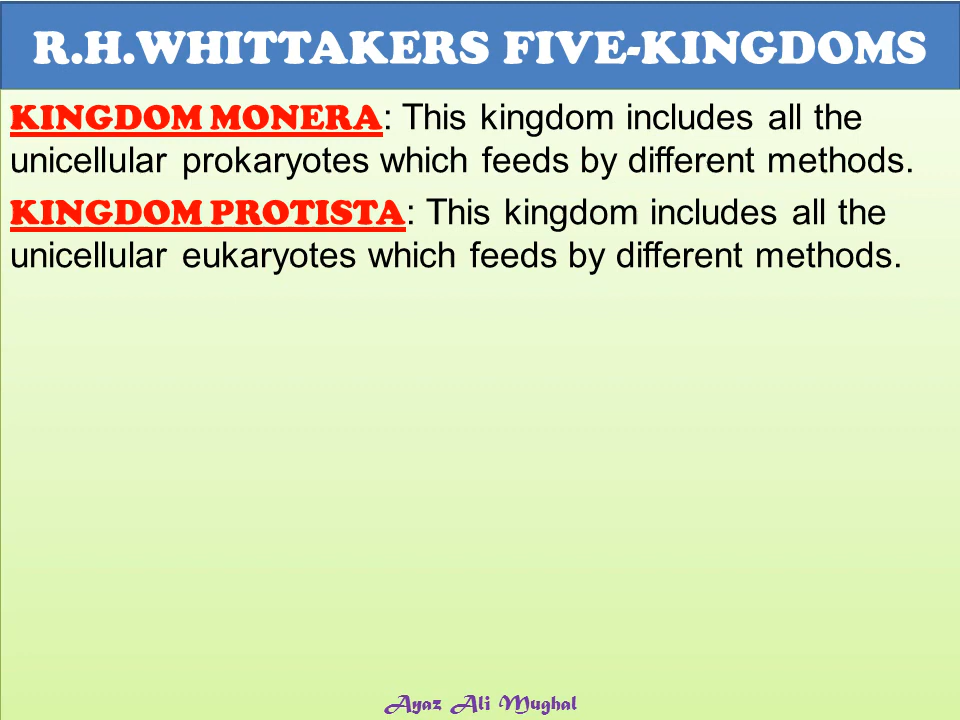 R.H.WHITTAKERS FIVE-KINGDOMS
KINGDOM MONERA: This kingdom includes all the
unicellular prokaryotes which feeds by different methods.
KINGDOM PROTISTA: This kingdom includes all the
unicellular eukaryotes which feeds by different methods.
Ayaz Ali Mughal